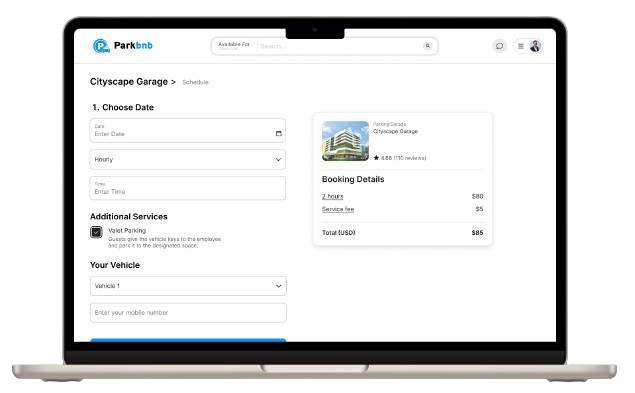 Parkbnb
Available For
Search...
Cityscape Garage > Schedule
1. Choose Date
Date
Enter Date
Hourly
Time
Enter Time
Additional Services
Valet Parking
Guests give the vehicle keys to the employee
and park it to the designated space.
Your Vehicle
Vehicle 1
Enter your mobile number
Parking Garage
Cityscape Garage
4.66 (110 reviews)
Booking Details
2 hours $80
Service fee $5
Total (USD) $85